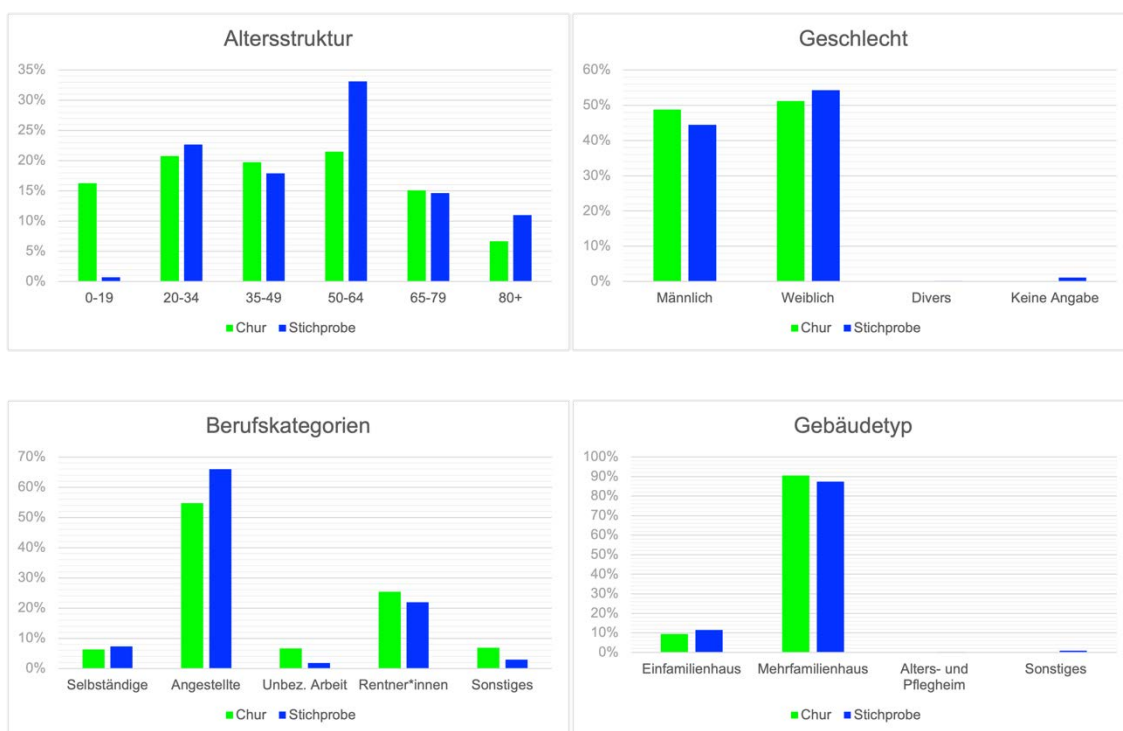 Altersstruktur
35%
30%
25%
20%
15%
10%
5%
0%
0-19 20-34 35-49 50-64 65-79 80+
Chur Stichprobe
Geschlecht
60%
50%
40%
30%
20%
10%
0%
Männlich Weiblich Divers Keine Angabe
Chur Stichprobe
Berufskategorien
70%
60%
50%
40%
30%
20%
10%
0%
Selbständige Angestellte Unbez. Arbeit Rentner*innen Sonstiges
Chur Stichprobe
Gebäudetyp
100%
90%
80%
70%
60%
50%
40%
30%
20%
10%
0%
Einfamilienhaus Mehrfamilienhaus Alters- und Sonstiges
Pflegheim
Chur Stichprobe